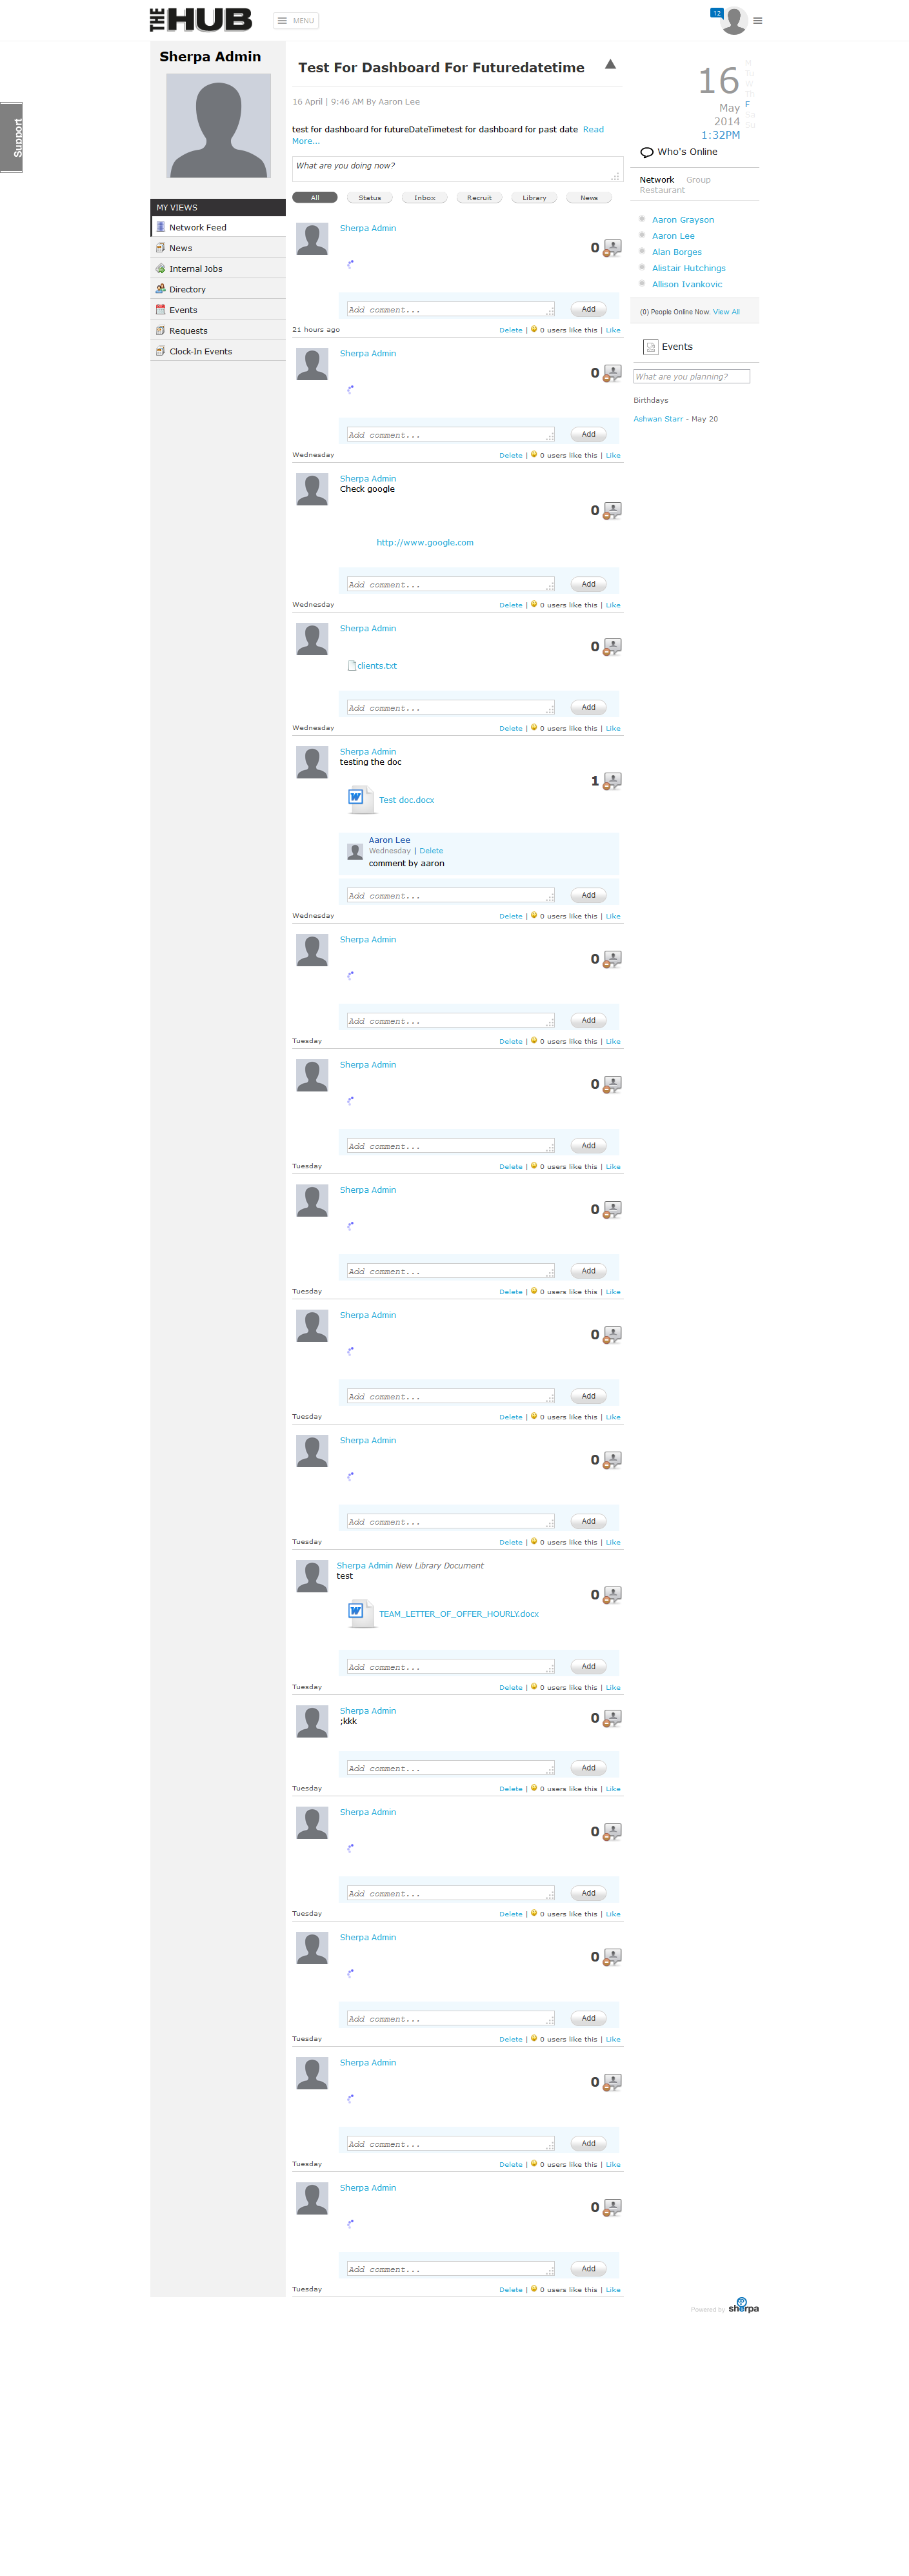 THE HUB
MENU
12
Support
Sherpa Admin
MY VIEWS
Network Feed
News
Internal Jobs
Directory
Events
Requests
Clock-In Events
Test For Dashboard For Futuredatetime
16 April | 9:46 AM By Aaron Lee
test for dashboard for futureDateTimetest for dashboard for past date Read
More...
What are you doing now?
All Status Inbox Recruit Library News
Sherpa Admin
0
Add comment... Add
21 hours ago Delete | 0 users like this | Like
Sherpa Admin
0
Add comment... Add
Wednesday Delete | 0 users like this | Like
Sherpa Admin
Check google
0
http://www.google.com
Add comment... Add
Wednesday Delete | 0 users like this | Like
Sherpa Admin
0
clients.txt
Add comment... Add
Wednesday Delete | 0 users like this | Like
Sherpa Admin
testing the doc
1
Test doc.docx
Aaron Lee
Wednesday | Delete
comment by aaron
Add comment... Add
Wednesday Delete | 0 users like this | Like
Sherpa Admin
0
Add comment... Add
Tuesday Delete | 0 users like this | Like
Sherpa Admin
0
Add comment... Add
Tuesday Delete | 0 users like this | Like
Sherpa Admin
0
Add comment... Add
Tuesday Delete | 0 users like this | Like
Sherpa Admin
0
Add comment... Add
Tuesday Delete | 0 users like this | Like
Sherpa Admin
0
Add comment... Add
Tuesday Delete | 0 users like this | Like
Sherpa Admin New Library Document
test
0
TEAM_LETTER_OF_OFFER_HOURLY.docx
Add comment... Add
Tuesday Delete | 0 users like this | Like
Sherpa Admin
;kkk
0
Add comment... Add
Tuesday Delete | 0 users like this | Like
Sherpa Admin
0
Add comment... Add
Tuesday Delete | 0 users like this | Like
Sherpa Admin
0
Add comment... Add
Tuesday Delete | 0 users like this | Like
Sherpa Admin
0
Add comment... Add
Tuesday Delete | 0 users like this | Like
Sherpa Admin
0
Add comment... Add
Tuesday Delete | 0 users like this | Like
16
May
2014
1:32PM
M
Tu
W
Th
F
Sa
Su
Who's Online
Network Group
Restaurant
Aaron Grayson
Aaron Lee
Alan Borges
Alistair Hutchings
Allison Ivankovic
(0) People Online Now. View All
Events
What are you planning?
Birthdays
Ashwan Starr - May 20
Powered by sherpa